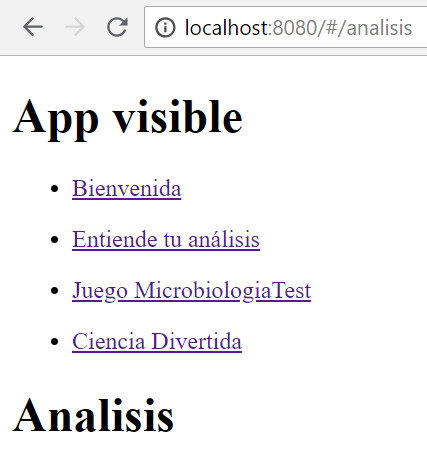 localhost:8080/#/analisis
App visible
Bienvenida
Entiende tu análisis
Juego MicrobiologiaTest
Ciencia Divertida
Analisis